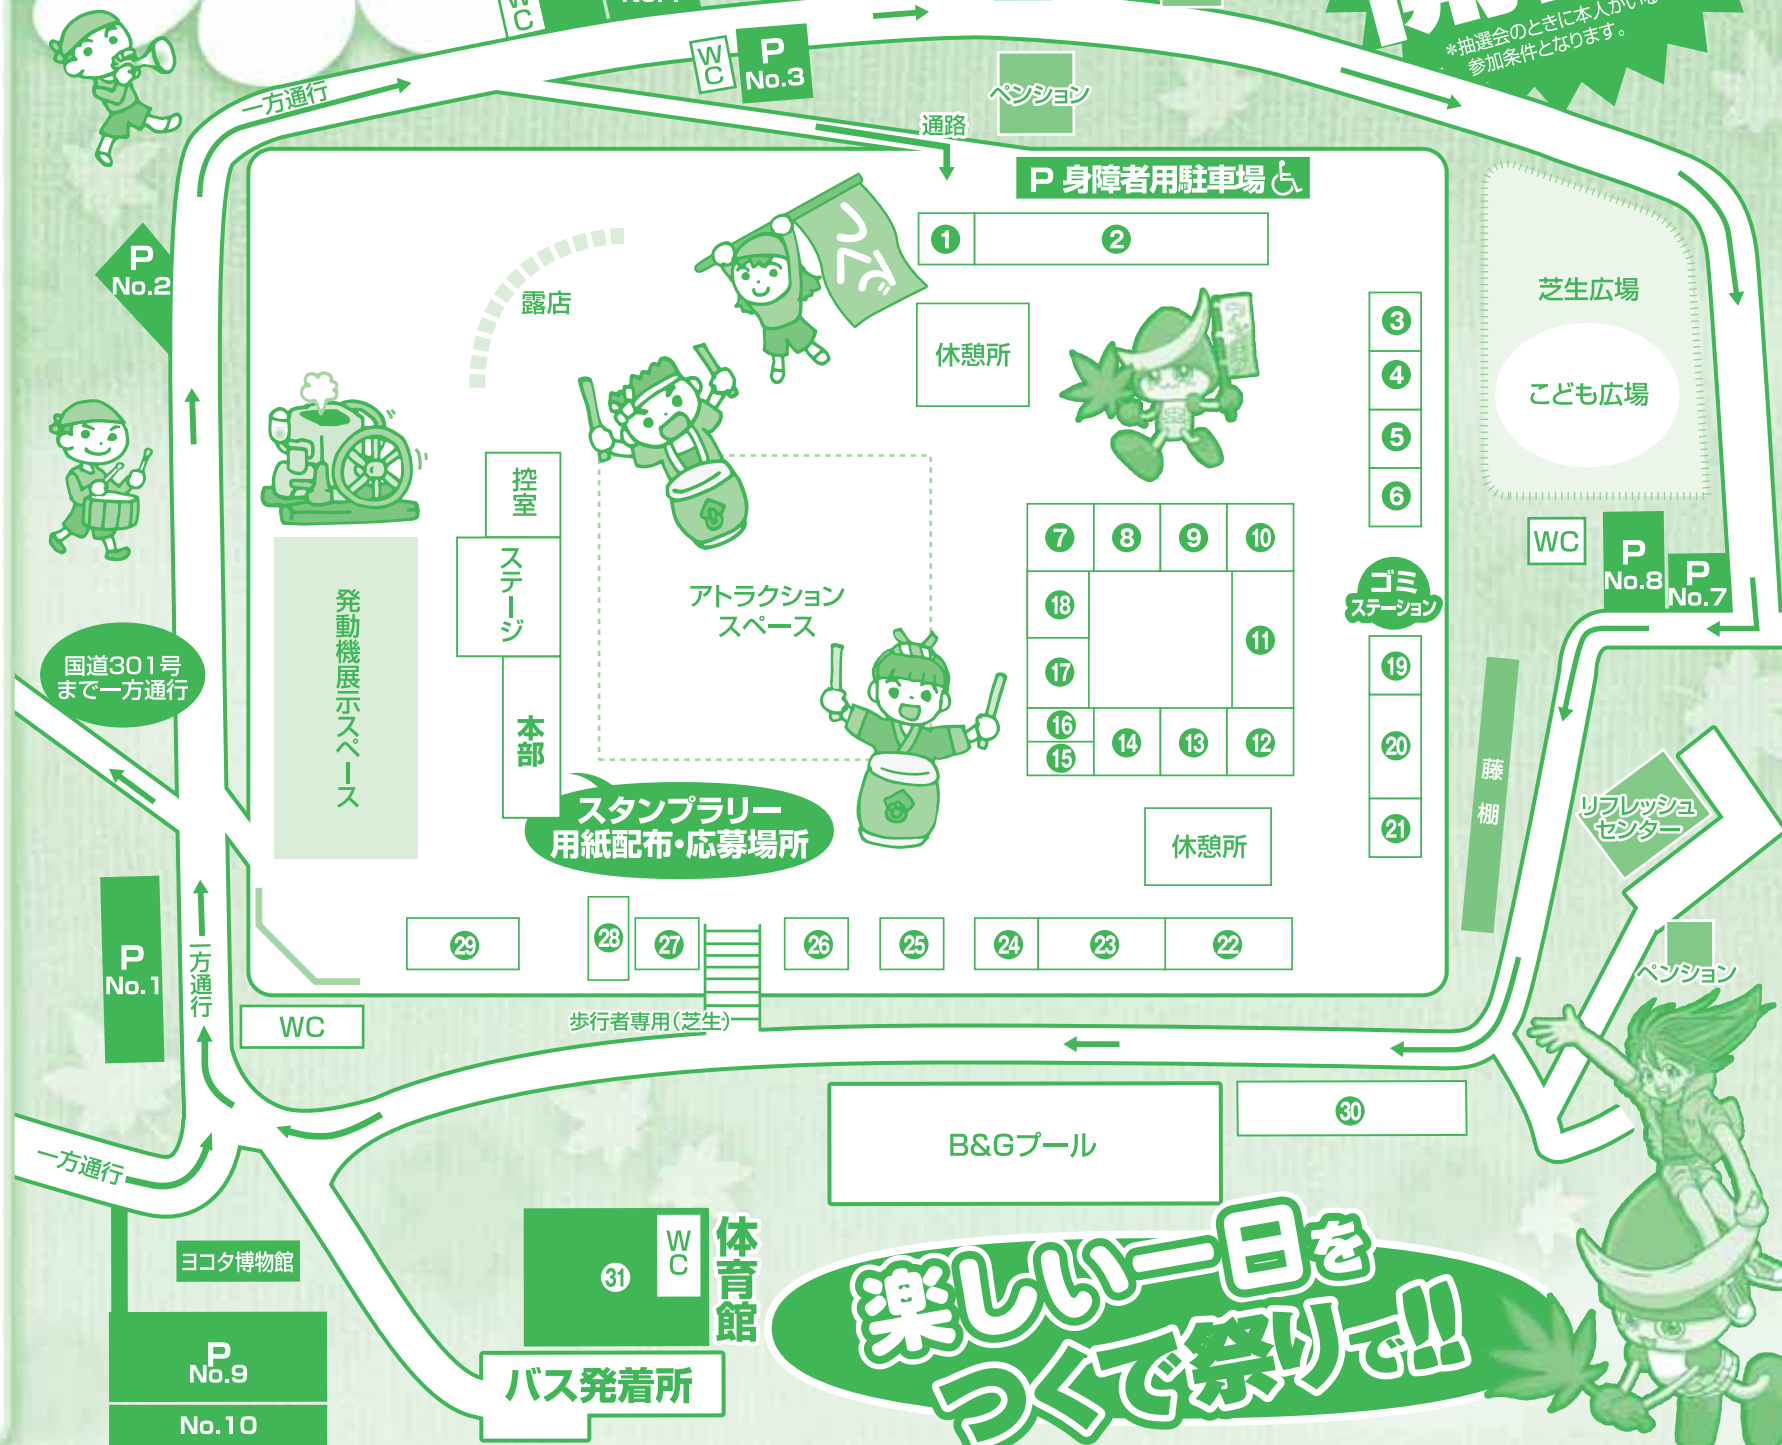 WC
*抽選会のときに本人がいな
参加条件となります。
一方通行
WC
P
No.3
ペンション
通路
P 身障者用駐車場
P
No.2
つくで
露店
①
②
休憩所
③
④
⑤
⑥
芝生広場
こども広場
WC
P
No.8
P
No.7
控室
ステージ
本部
発動機展示スペース
アトラクション
スペース
⑦
⑧
⑨
⑩
⑱
⑪
⑰
⑯
⑮
⑭
⑬
⑫
ゴミ
ステーション
⑲
⑳
㉑
国道301号
まで一方通行
藤棚
リフレッシュ
センター
ペンション
スタンプラリー
用紙配布・応募場所
休憩所
㉙
㉘
㉗
㉖
㉕
㉔
㉓
㉒
P
No.1
一方通行
WC
歩行者専用(芝生)
B&Gプール
㉚
一方通行
ヨコタ博物館
P
No.9
No.10
㉛
WC
体育館
バス発着所
楽しい一日を
つくで祭りで!!